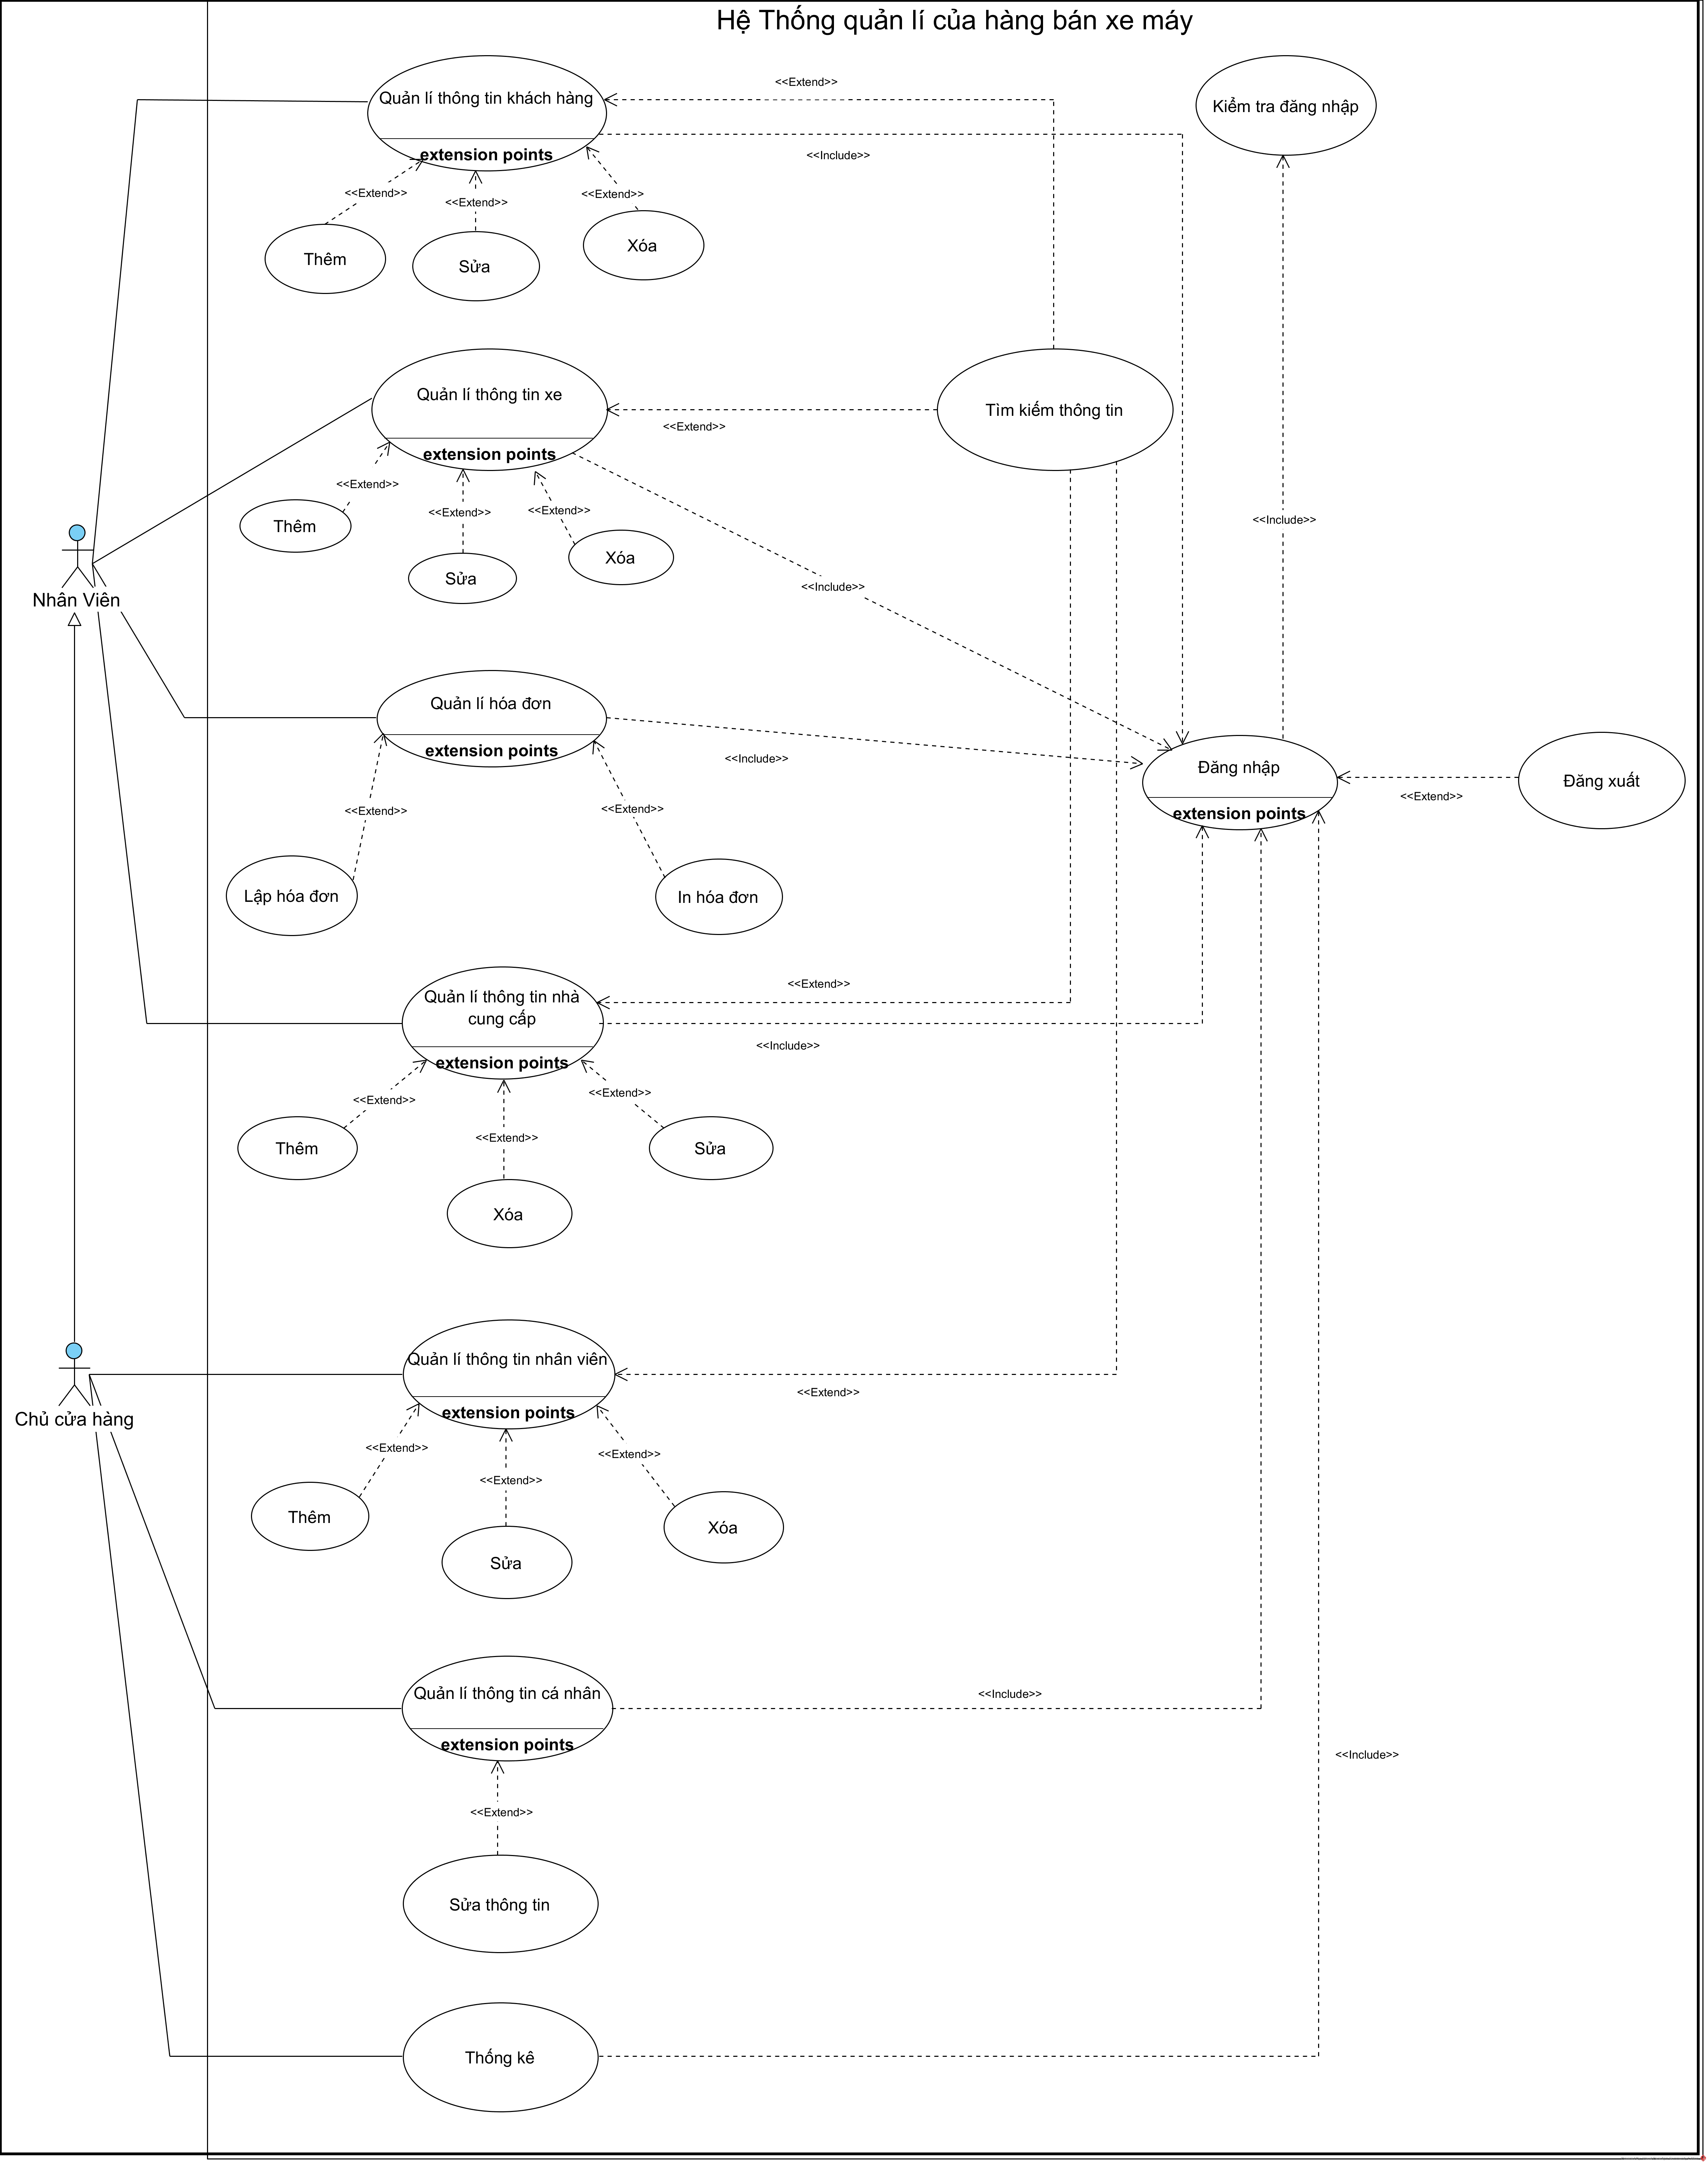 Hệ Thống quản lí của hàng bán xe máy
<<Extend>>
Quản lí thông tin khách hàng
Kiểm tra đăng nhập
extension points
<<Include>>
<<Extend>>
<<Extend>>
<<Extend>>
Thêm
Sửa
Xóa
Quản lí thông tin xe
Tìm kiếm thông tin
<<Extend>>
extension points
<<Extend>>
<<Extend>>
<<Extend>>
<<Include>>
Thêm
Sửa
Xóa
<<Include>>
Nhân Viên
Quản lí hóa đơn
extension points
<<Include>>
Đăng nhập
extension points
Đăng xuất
<<Extend>>
<<Extend>>
<<Extend>>
Lập hóa đơn
In hóa đơn
<<Extend>>
Quản lí thông tin nhà
cung cấp
<<Include>>
extension points
<<Extend>>
<<Extend>>
<<Extend>>
Thêm
Xóa
Sửa
Quản lí thông tin nhân viên
<<Extend>>
extension points
Chủ cửa hàng
<<Extend>>
<<Extend>>
<<Extend>>
Thêm
Sửa
Xóa
Quản lí thông tin cá nhân
<<Include>>
extension points
<<Include>>
<<Extend>>
Sửa thông tin
Thống kê